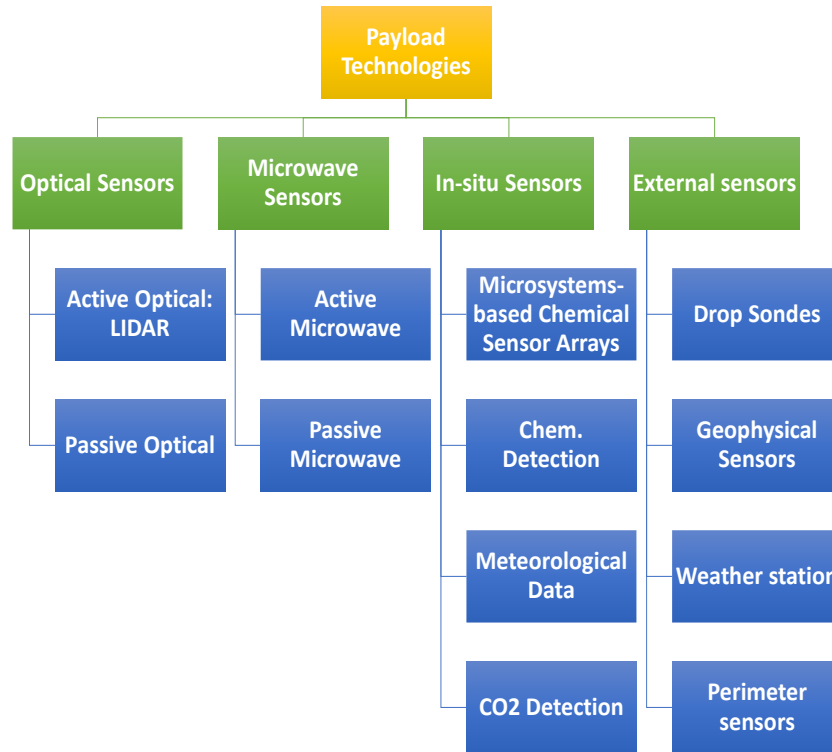 Payload
Technologies
Optical Sensors
Microwave
Sensors
In-situ Sensors
External sensors
Active Optical:
LIDAR
Passive Optical
Active
Microwave
Passive
Microwave
Microsystems-
based Chemical
Sensor Arrays
Chem.
Detection
Meteorological
Data
CO2 Detection
Drop Sondes
Geophysical
Sensors
Weather station
Perimeter
sensors